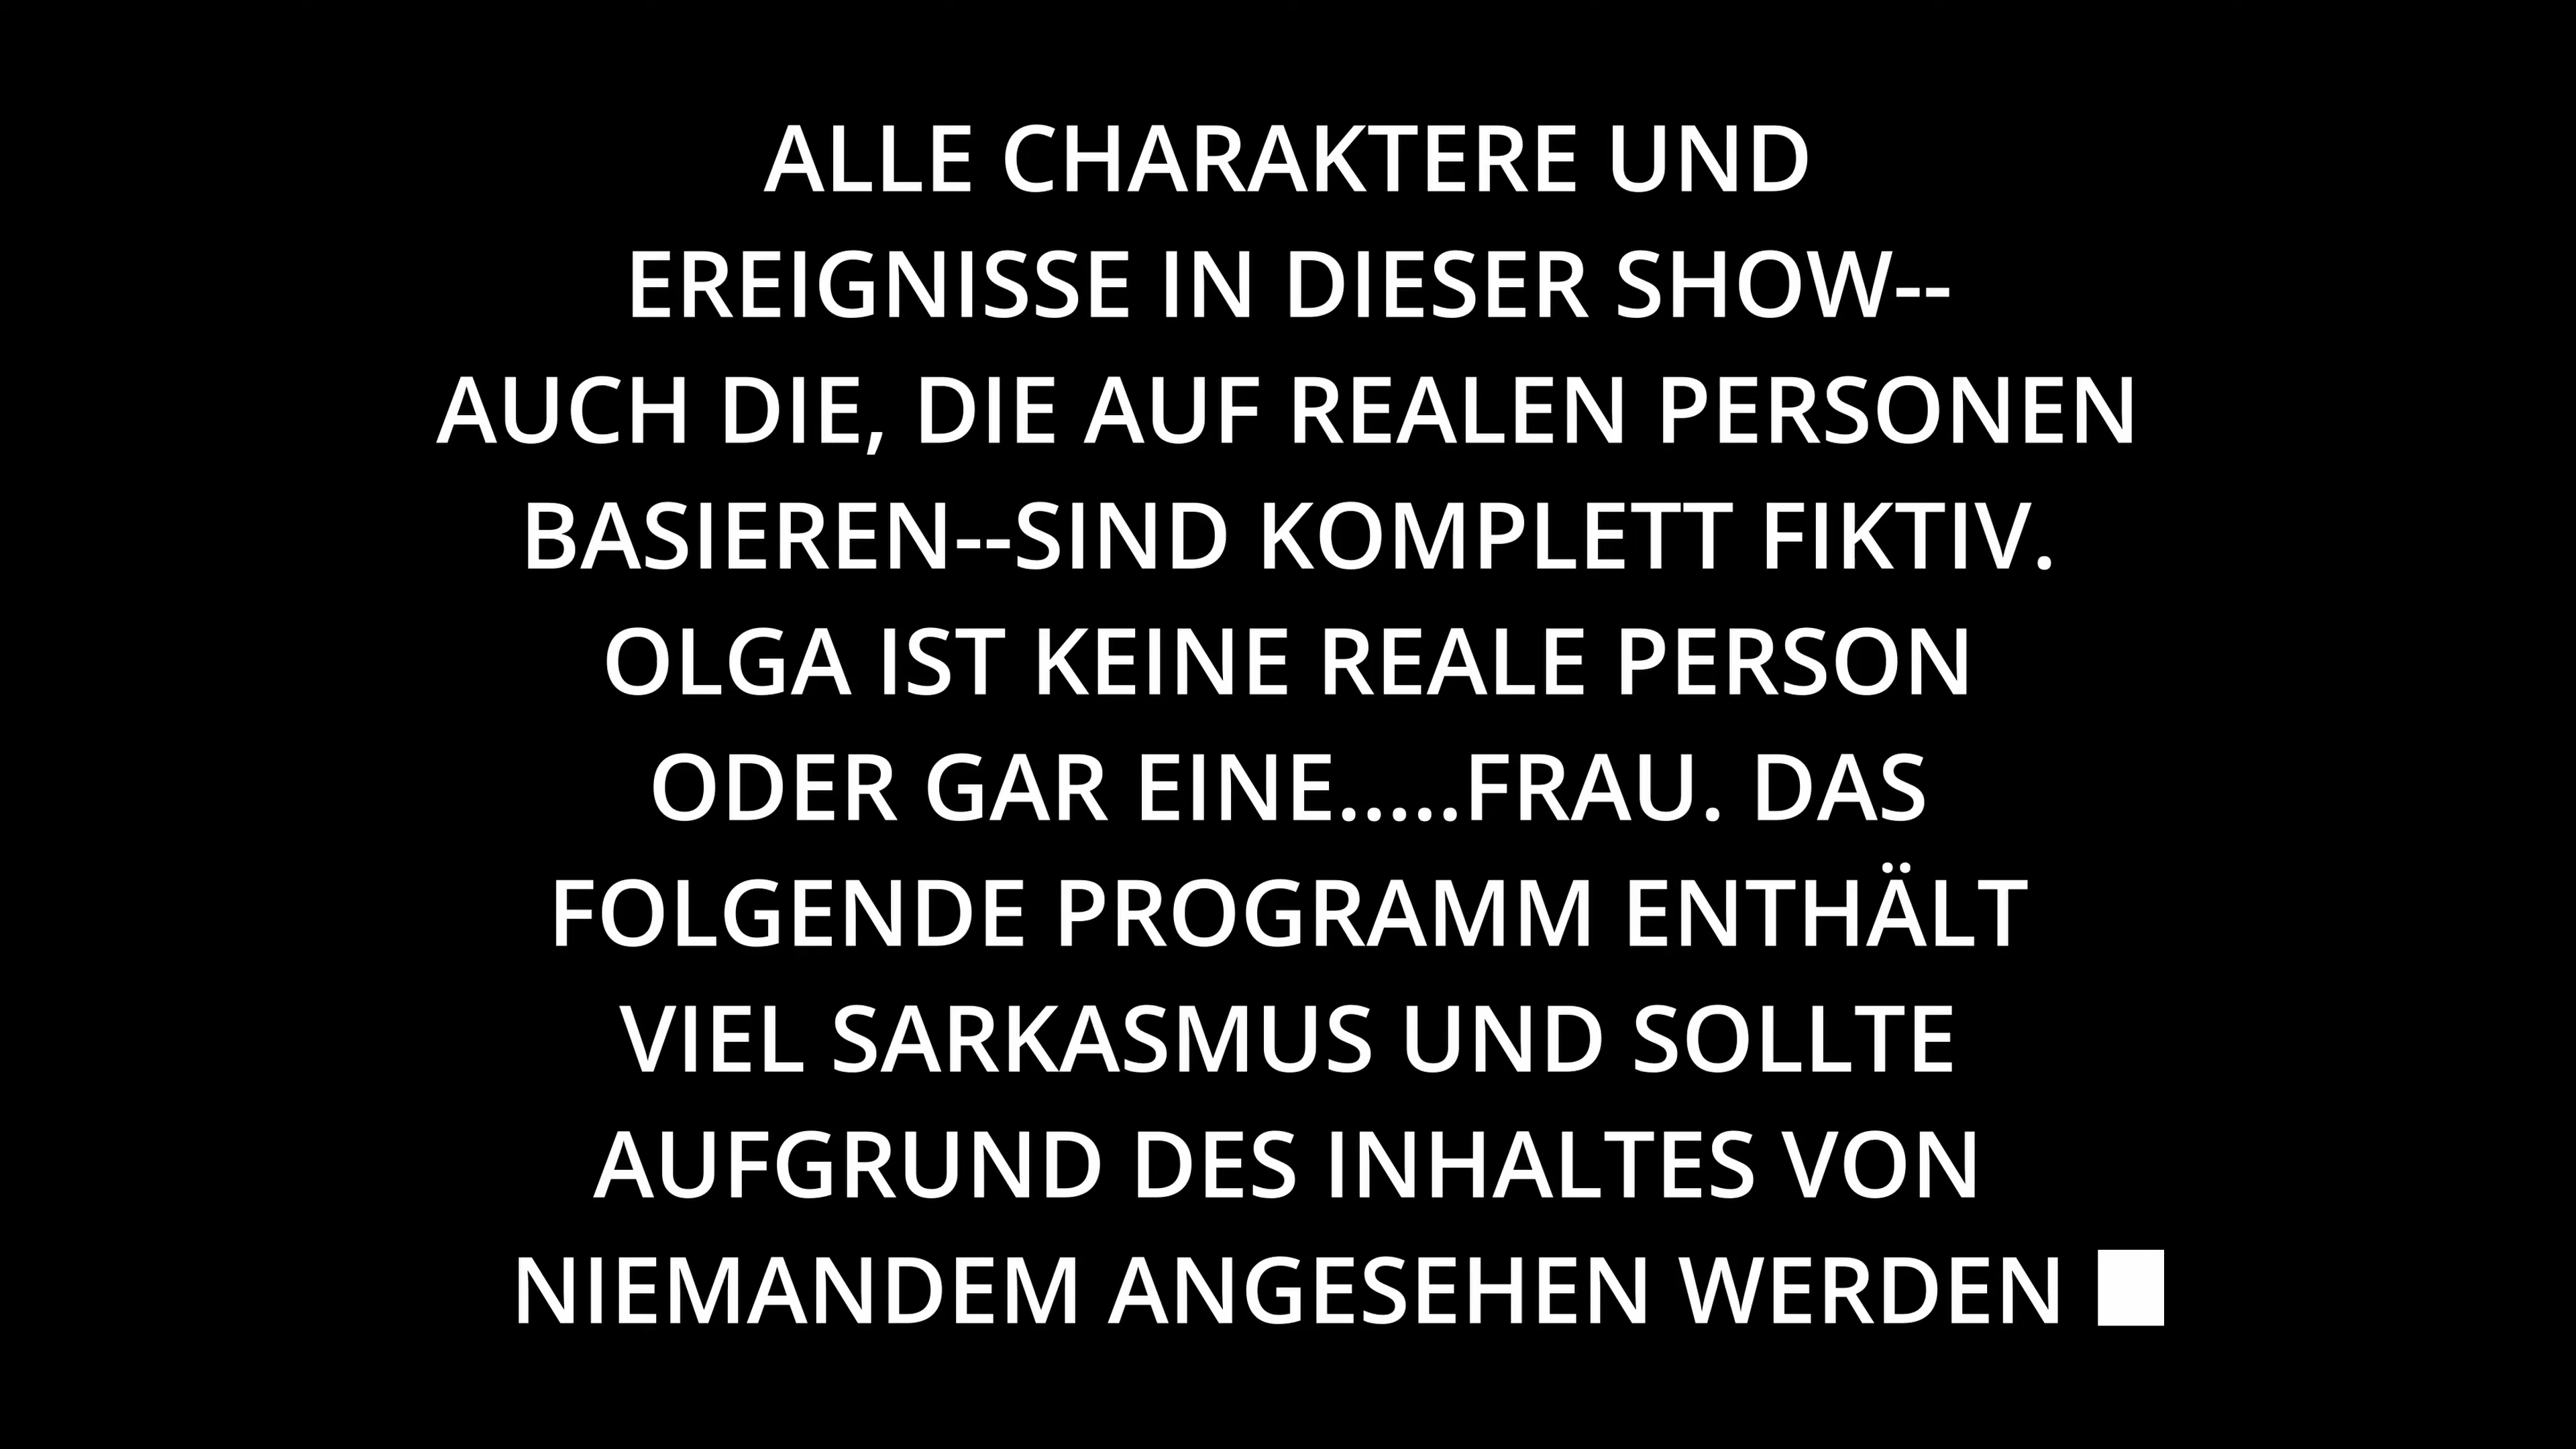 ALLE CHARAKTERE UND
EREIGNISSE IN DIESER SHOW--
AUCH DIE, DIE AUF REALEN PERSONEN
BASIEREN--SIND KOMPLETT FIKTIV.
OLGA IST KEINE REALE PERSON
ODER GAR EINE.....FRAU. DAS
FOLGENDE PROGRAMM ENTHÄLT
VIEL SARKASMUS UND SOLLTE
AUFGRUND DES INHALTES VON
NIEMANDEM ANGESEHEN WERDEN